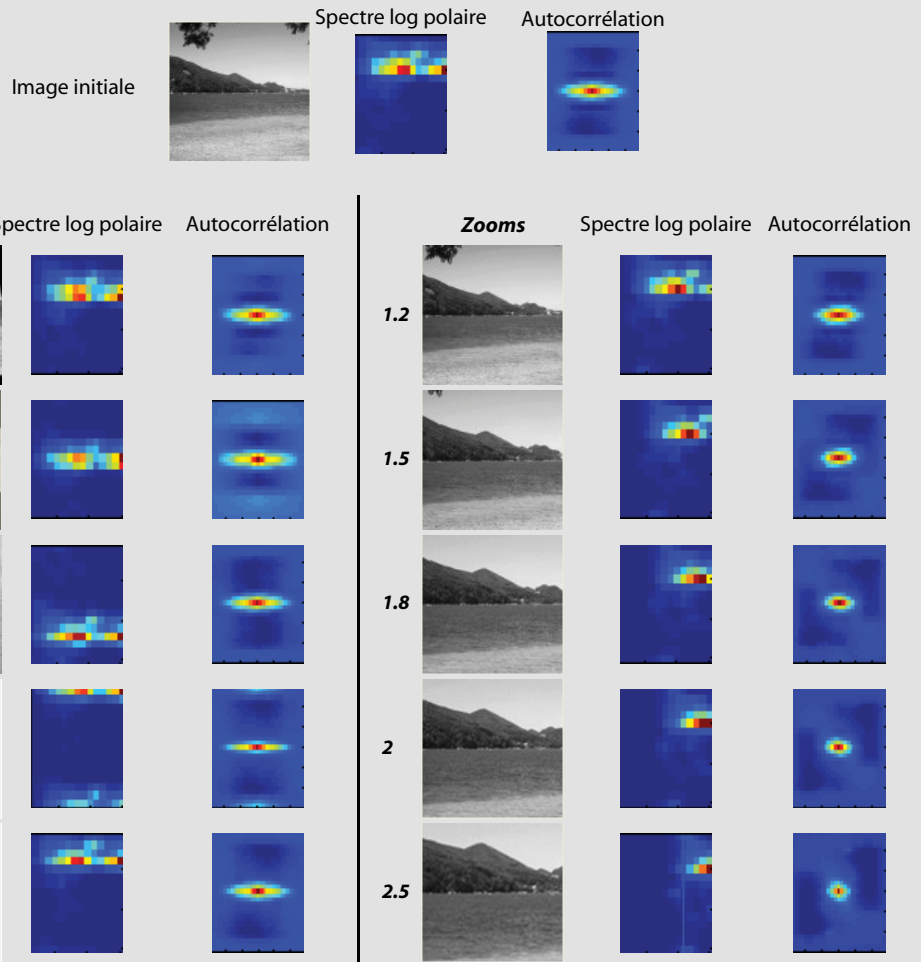 Spectre log polaire Autocorrélation
Image initiale
Spectre log polaire Autocorrélation Zooms Spectre log polaire Autocorrélation
1.2
1.5
1.8
2
2.5